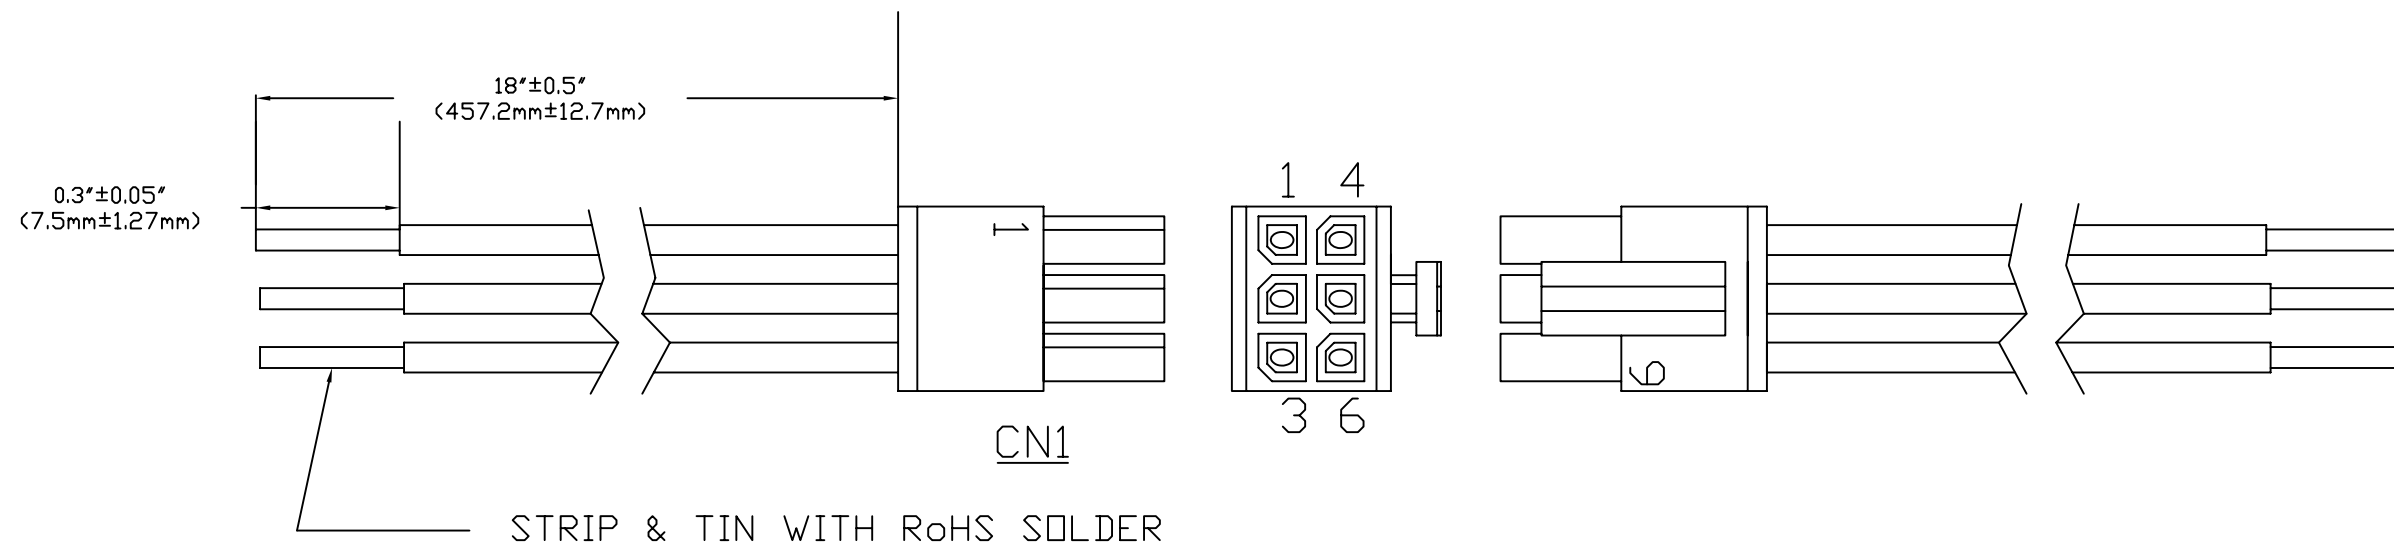 18"±0.5"
(457.2mm±12.7mm)
0.3"±0.05"
(7.5mm±1.27mm)
1
1 4
3 6
6
CN1
STRIP & TIN WITH RoHS SOLDER